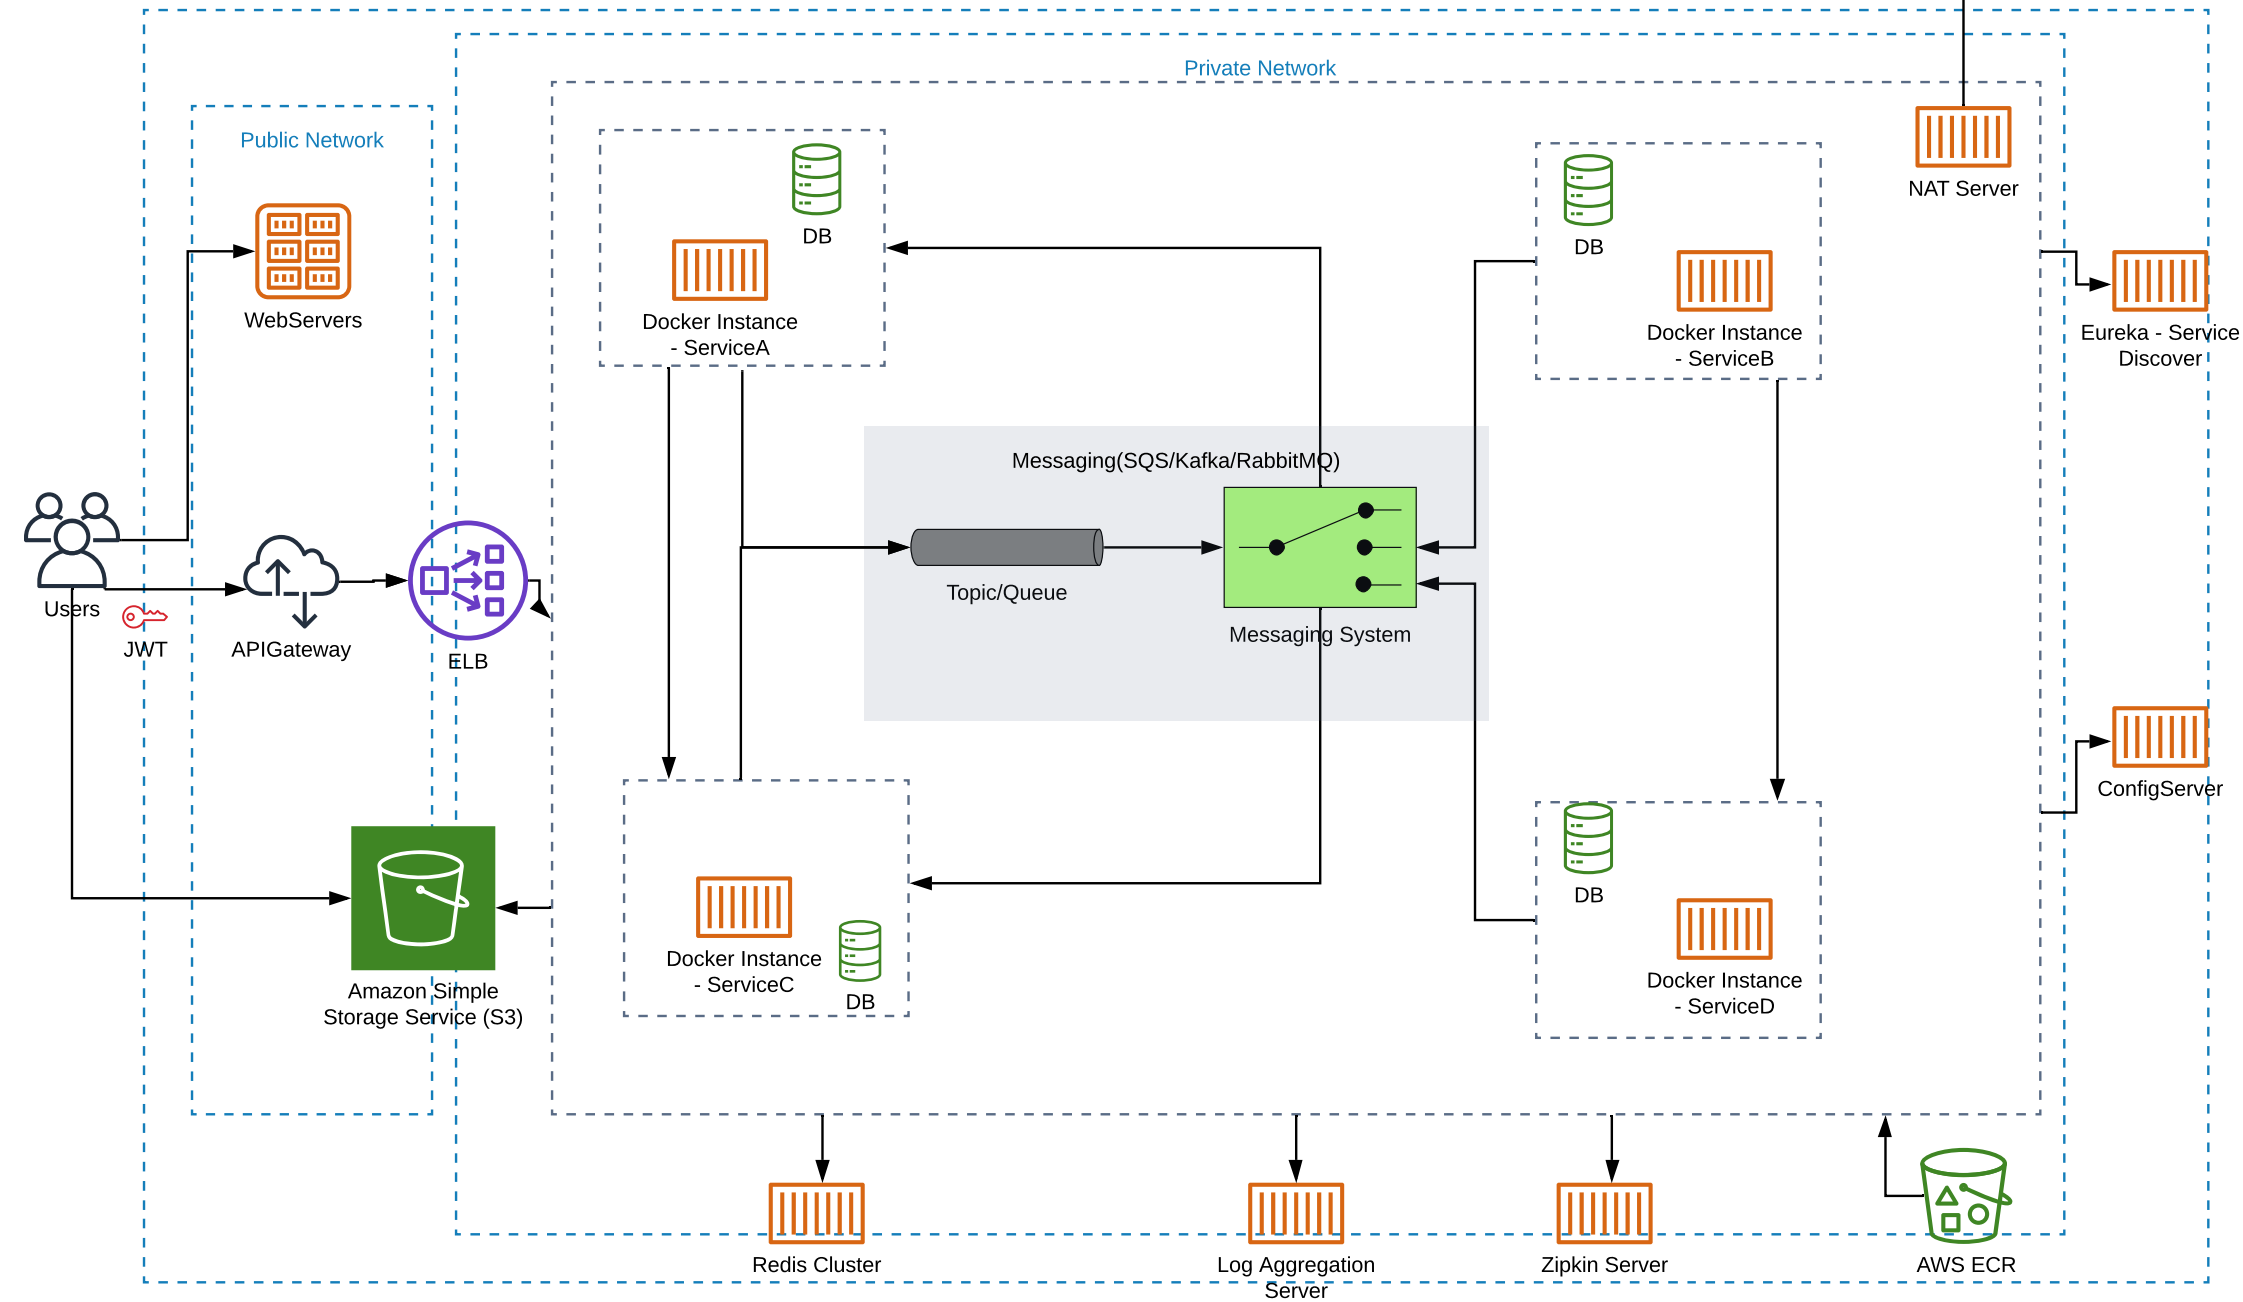 Private Network
Public Network
NAT Server
DB
DB
WebServers
Docker Instance
- ServiceA
Docker Instance
- ServiceB
Eureka - Service
Discover
Messaging(SQS/Kafka/RabbitMQ)
Topic/Queue
Users
JWT
APIGateway
ELB
Messaging System
ConfigServer
DB
Docker Instance
- ServiceC
DB
Docker Instance
- ServiceD
Amazon Simple
Storage Service (S3)
Redis Cluster
Log Aggregation
Server
Zipkin Server
AWS ECR